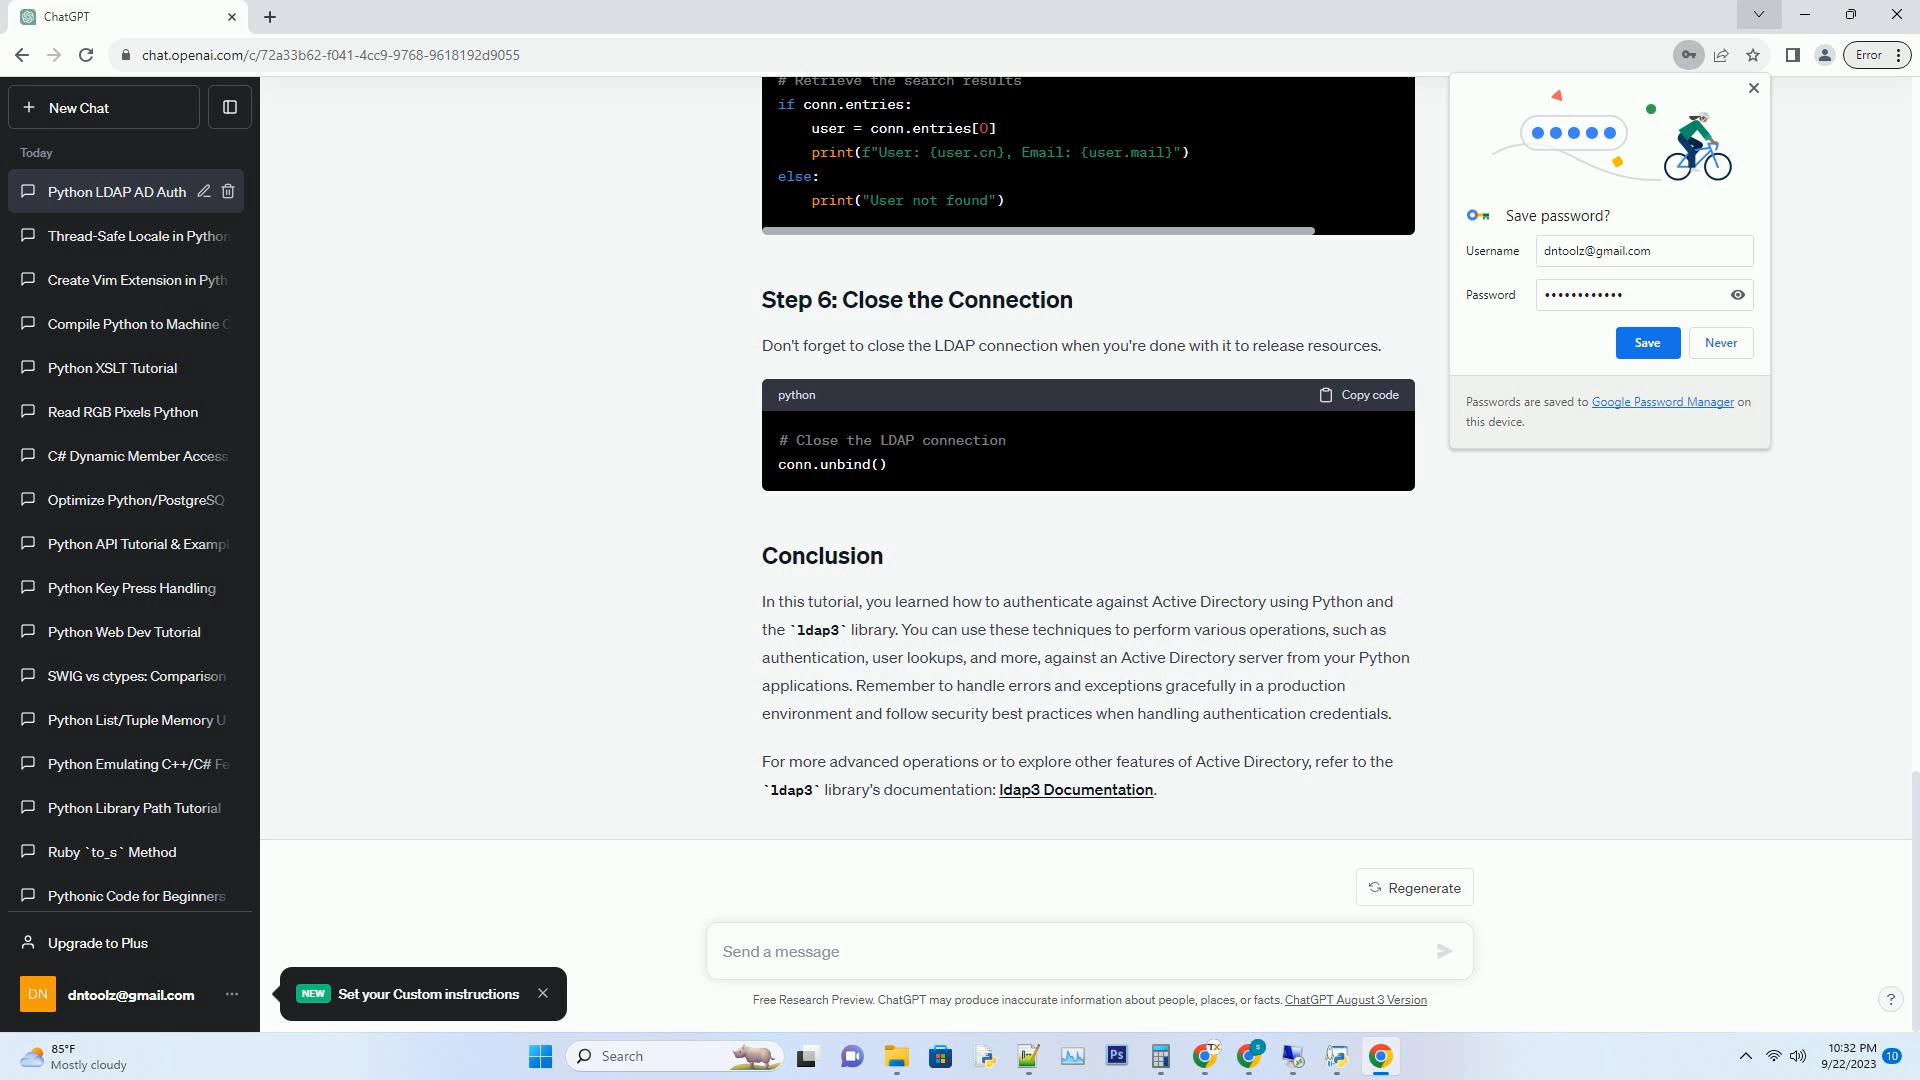 ChatGPT
chat.openai.com/c/72a33b62-f041-4cc9-9768-9618192d9055
Error
New Chat
Today
Python LDAP AD Auth
Thread-Safe Locale in Python
Create Vim Extension in Pyth
Compile Python to Machine C
Python XSLT Tutorial
Read RGB Pixels Python
C# Dynamic Member Access
Optimize Python/PostgreSQ
Python API Tutorial & Exampl
Python Key Press Handling
Python Web Dev Tutorial
SWIG vs ctypes: Comparison
Python List/Tuple Memory U
Python Emulating C++/C# Fe
Python Library Path Tutorial
Ruby `to_s` Method
Pythonic Code for Beginners
Upgrade to Plus
DN
dntoolz@gmail.com
NEW Set your Custom instructions
# Retrieve the search results
if conn.entries:
    user = conn.entries[0]
    print(f"User: {user.cn}, Email: {user.mail}")
else:
    print("User not found")
Step 6: Close the Connection
Don't forget to close the LDAP connection when you're done with it to release resources.
python
Copy code
# Close the LDAP connection
conn.unbind()
Conclusion
In this tutorial, you learned how to authenticate against Active Directory using Python and
the `ldap3` library. You can use these techniques to perform various operations, such as
authentication, user lookups, and more, against an Active Directory server from your Python
applications. Remember to handle errors and exceptions gracefully in a production
environment and follow security best practices when handling authentication credentials.
For more advanced operations or to explore other features of Active Directory, refer to the
`ldap3` library's documentation: ldap3 Documentation.
Regenerate
Send a message
Free Research Preview. ChatGPT may produce inaccurate information about people, places, or facts. ChatGPT August 3 Version
?
Save password?
Username
dntoolz@gmail.com
Password
••••••••••••
Save
Never
Passwords are saved to Google Password Manager on
this device.
85°F
Mostly cloudy
Search
Ps
TX
S
10:32 PM
9/22/2023
10